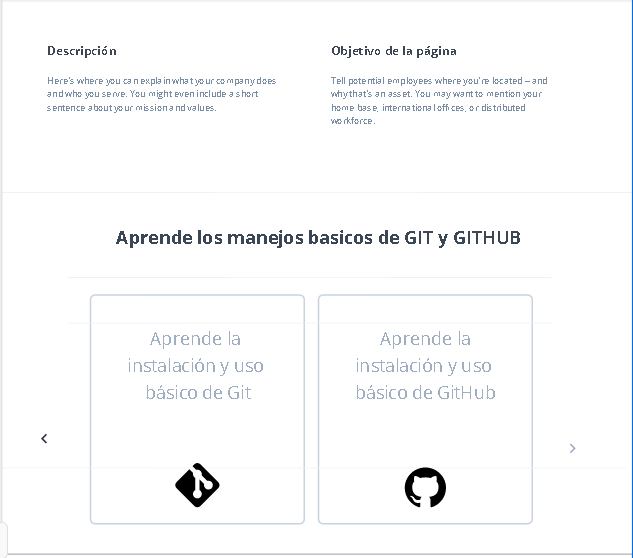 Descripción
Here's where you can explain what your company does
and who you serve. You might even include a short
sentence about your mission and values.
Objetivo de la página
Tell potential employees where you're located – and
why that's an asset. You may want to mention your
home base, international offices, or distributed
workforce.
Aprende los manejos basicos de GIT y GITHUB
Aprende la
instalación y uso
básico de Git
Aprende la
instalación y uso
básico de GitHub